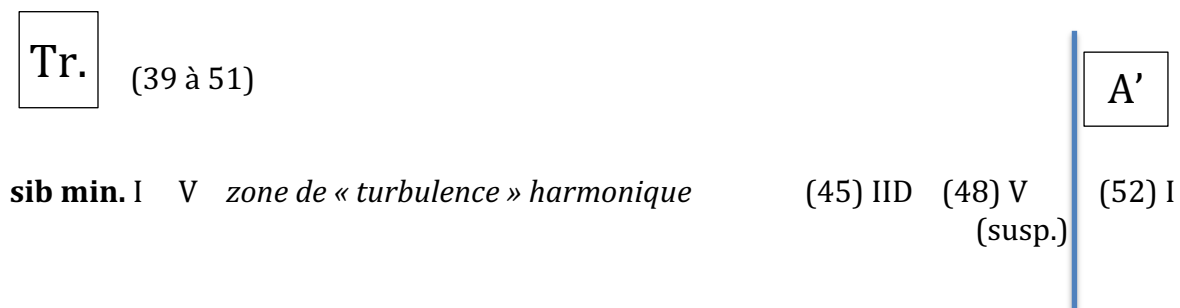 Tr. (39 à 51)
A’
sib min. I V zone de « turbulence » harmonique (45) IID (48) V (52) I
(susp.)